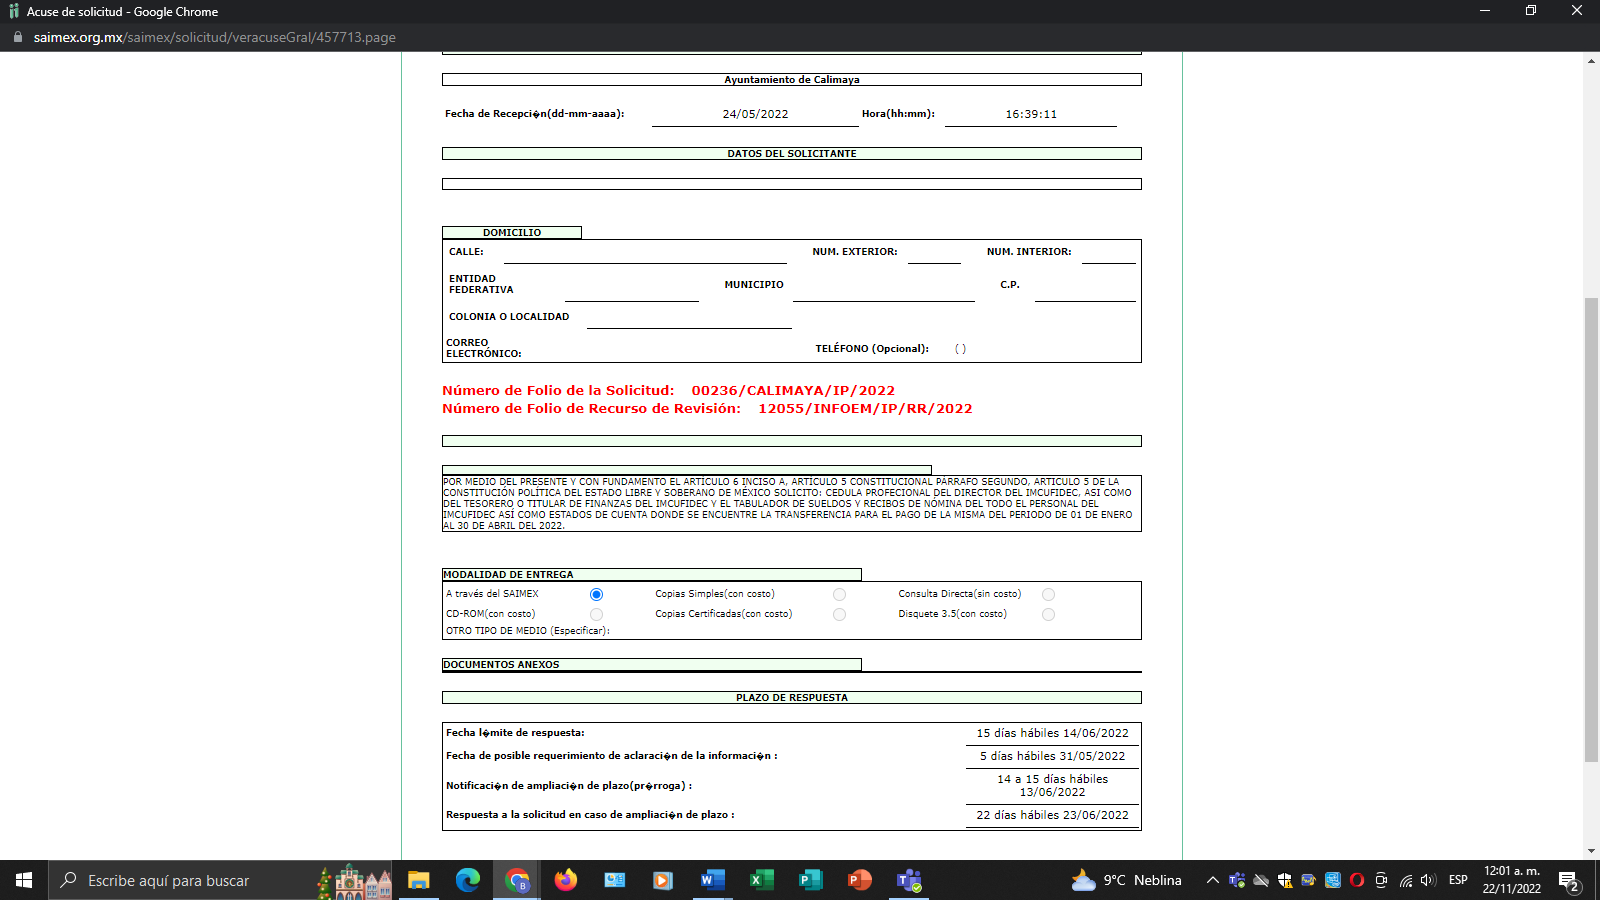 Acuse de solicitud - Google Chrome
saimex.org.mx/saimex/solicitud/veracuseGral/457713.page
Ayuntamiento de Calimaya
Fecha de Recepci�n(dd-mm-aaaa): 24/05/2022 Hora(hh:mm): 16:39:11
DATOS DEL SOLICITANTE
DOMICILIO
CALLE: NUM. EXTERIOR: NUM. INTERIOR:
ENTIDAD
FEDERATIVA MUNICIPIO C.P.
COLONIA O LOCALIDAD
CORREO
ELECTRÓNICO: TELÉFONO (Opcional): ( )
Número de Folio de la Solicitud: 00236/CALIMAYA/IP/2022
Número de Folio de Recurso de Revisión: 12055/INFOEM/IP/RR/2022
POR MEDIO DEL PRESENTE Y CON FUNDAMENTO EL ARTÍCULO 6 INCISO A, ARTÍCULO 5 CONSTITUCIONAL PÁRRAFO SEGUNDO, ARTICULO 5 DE LA
CONSTITUCIÓN POLÍTICA DEL ESTADO LIBRE Y SOBERANO DE MÉXICO SOLICITO: CEDULA PROFECIONAL DEL DIRECTOR DEL IMCUFIDEC, ASI COMO
DEL TESORERO O TITULAR DE FINANZAS DEL IMCUFIDEC Y EL TABULADOR DE SUELDOS Y RECIBOS DE NÓMINA DEL TODO EL PERSONAL DEL
IMCUFIDEC ASÍ COMO ESTADOS DE CUENTA DONDE SE ENCUENTRE LA TRANSFERENCIA PARA EL PAGO DE LA MISMA DEL PERIODO DE 01 DE ENERO
AL 30 DE ABRIL DEL 2022.
MODALIDAD DE ENTREGA
A través del SAIMEX Copias Simples(con costo) Consulta Directa(sin costo)
CD-ROM(con costo) Copias Certificadas(con costo) Disquete 3.5(con costo)
OTRO TIPO DE MEDIO (Especificar):
DOCUMENTOS ANEXOS
PLAZO DE RESPUESTA
Fecha l�mite de respuesta: 15 días hábiles 14/06/2022
Fecha de posible requerimiento de aclaraci�n de la informaci�n : 5 días hábiles 31/05/2022
Notificaci�n de ampliaci�n de plazo(pr�rroga) : 14 a 15 días hábiles
13/06/2022
Respuesta a la solicitud en caso de ampliaci�n de plazo : 22 días hábiles 23/06/2022
Escribe aquí para buscar
9°C Neblina
ESP
12:01 a. m.
22/11/2022
2